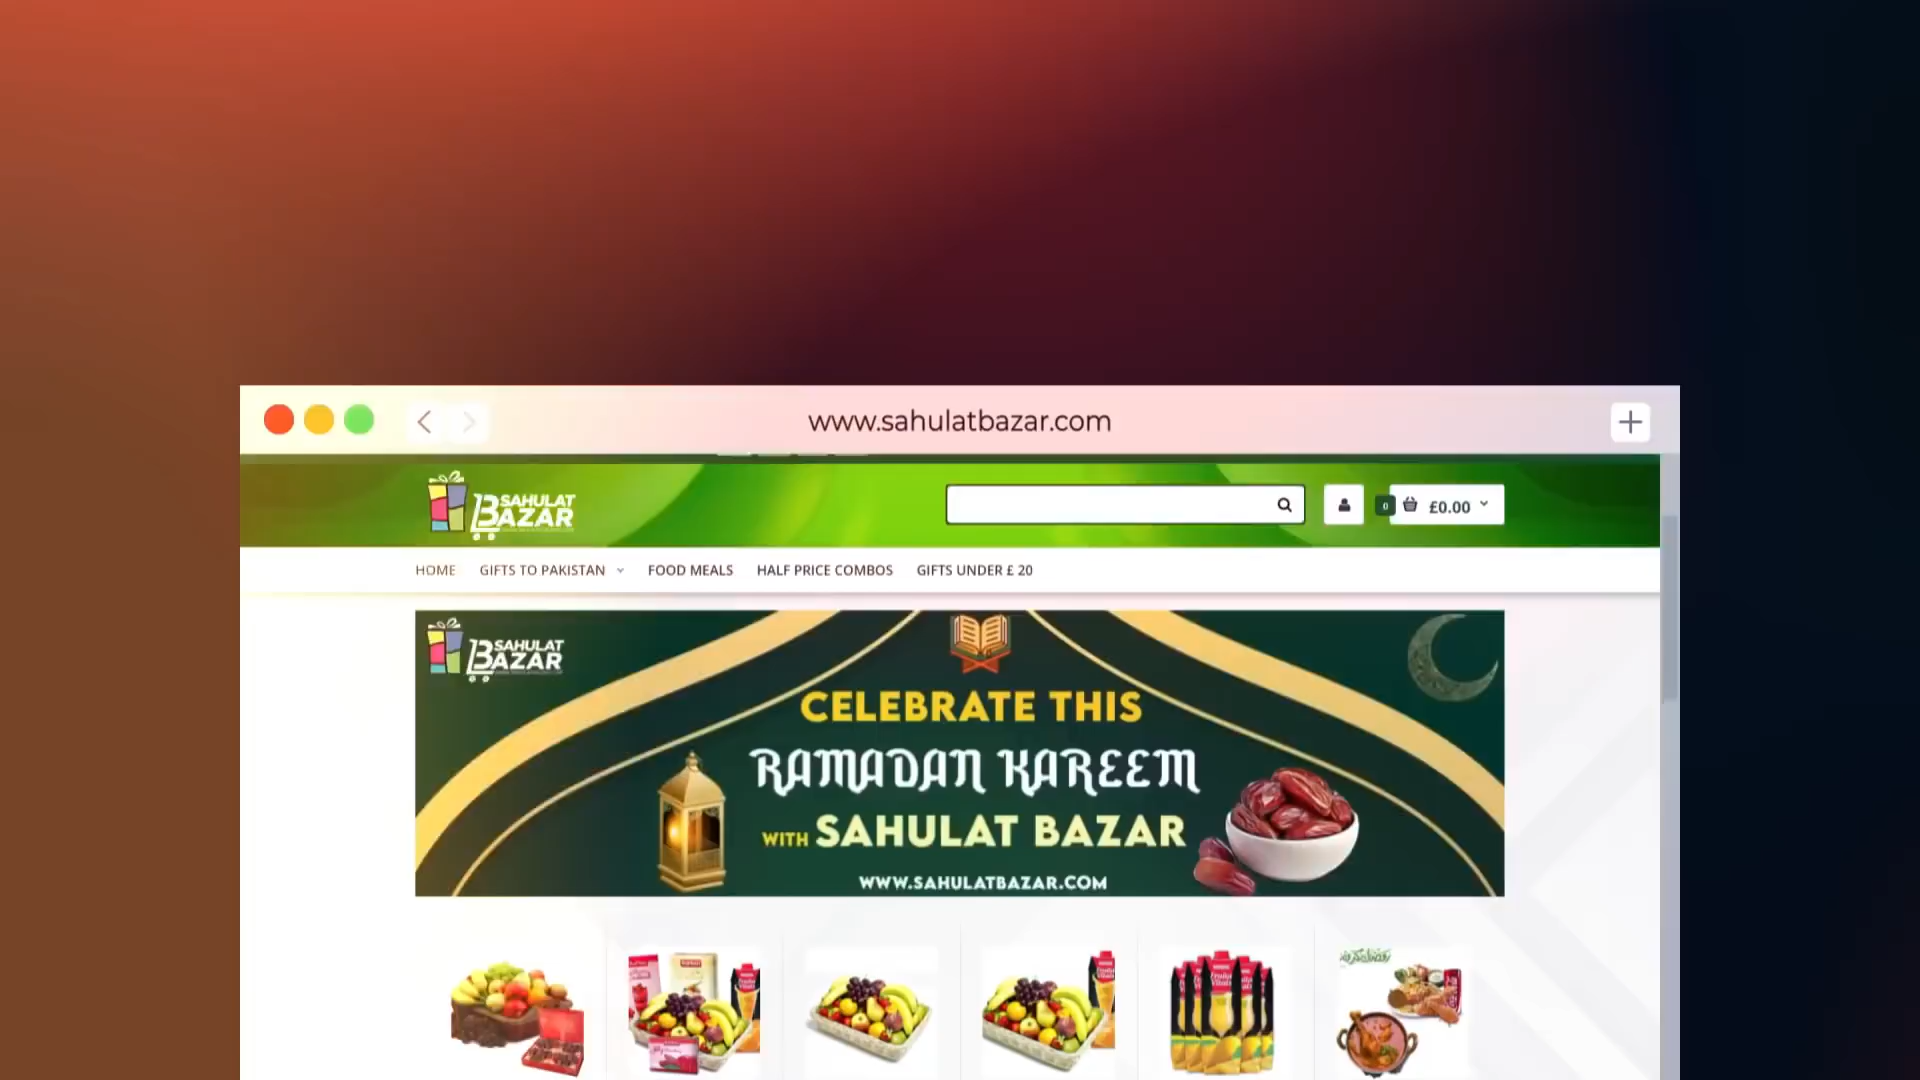 www.sahulatbazar.com
SAHULAT
BAZAR
0
£0.00
HOME
GIFTS TO PAKISTAN
FOOD MEALS
HALF PRICE COMBOS
GIFTS UNDER £ 20
SAHULAT
BAZAR
CELEBRATE THIS
RAMADAN KAREEM
WITH SAHULAT BAZAR
WWW.SAHULATBAZAR.COM